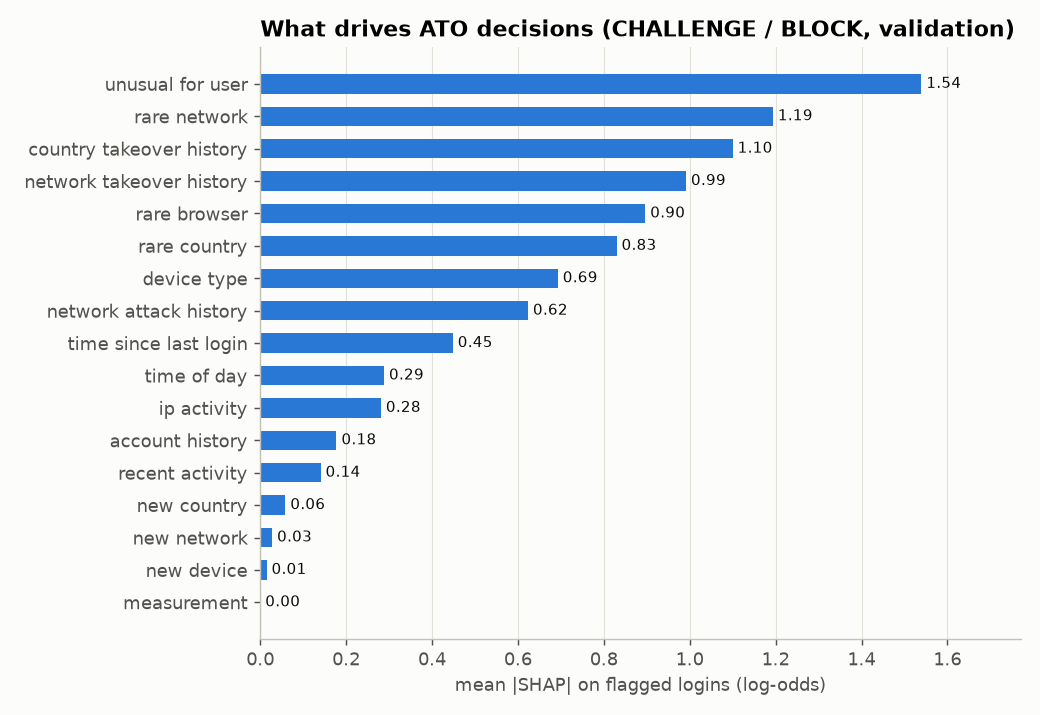 What drives ATO decisions (CHALLENGE / BLOCK, validation)
unusual for user 1.54
rare network 1.19
country takeover history 1.10
network takeover history 0.99
rare browser 0.90
rare country 0.83
device type 0.69
network attack history 0.62
time since last login 0.45
time of day 0.29
ip activity 0.28
account history 0.18
recent activity 0.14
new country 0.06
new network 0.03
new device 0.01
measurement 0.00
0.0 0.2 0.4 0.6 0.8 1.0 1.2 1.4 1.6
mean |SHAP| on flagged logins (log-odds)